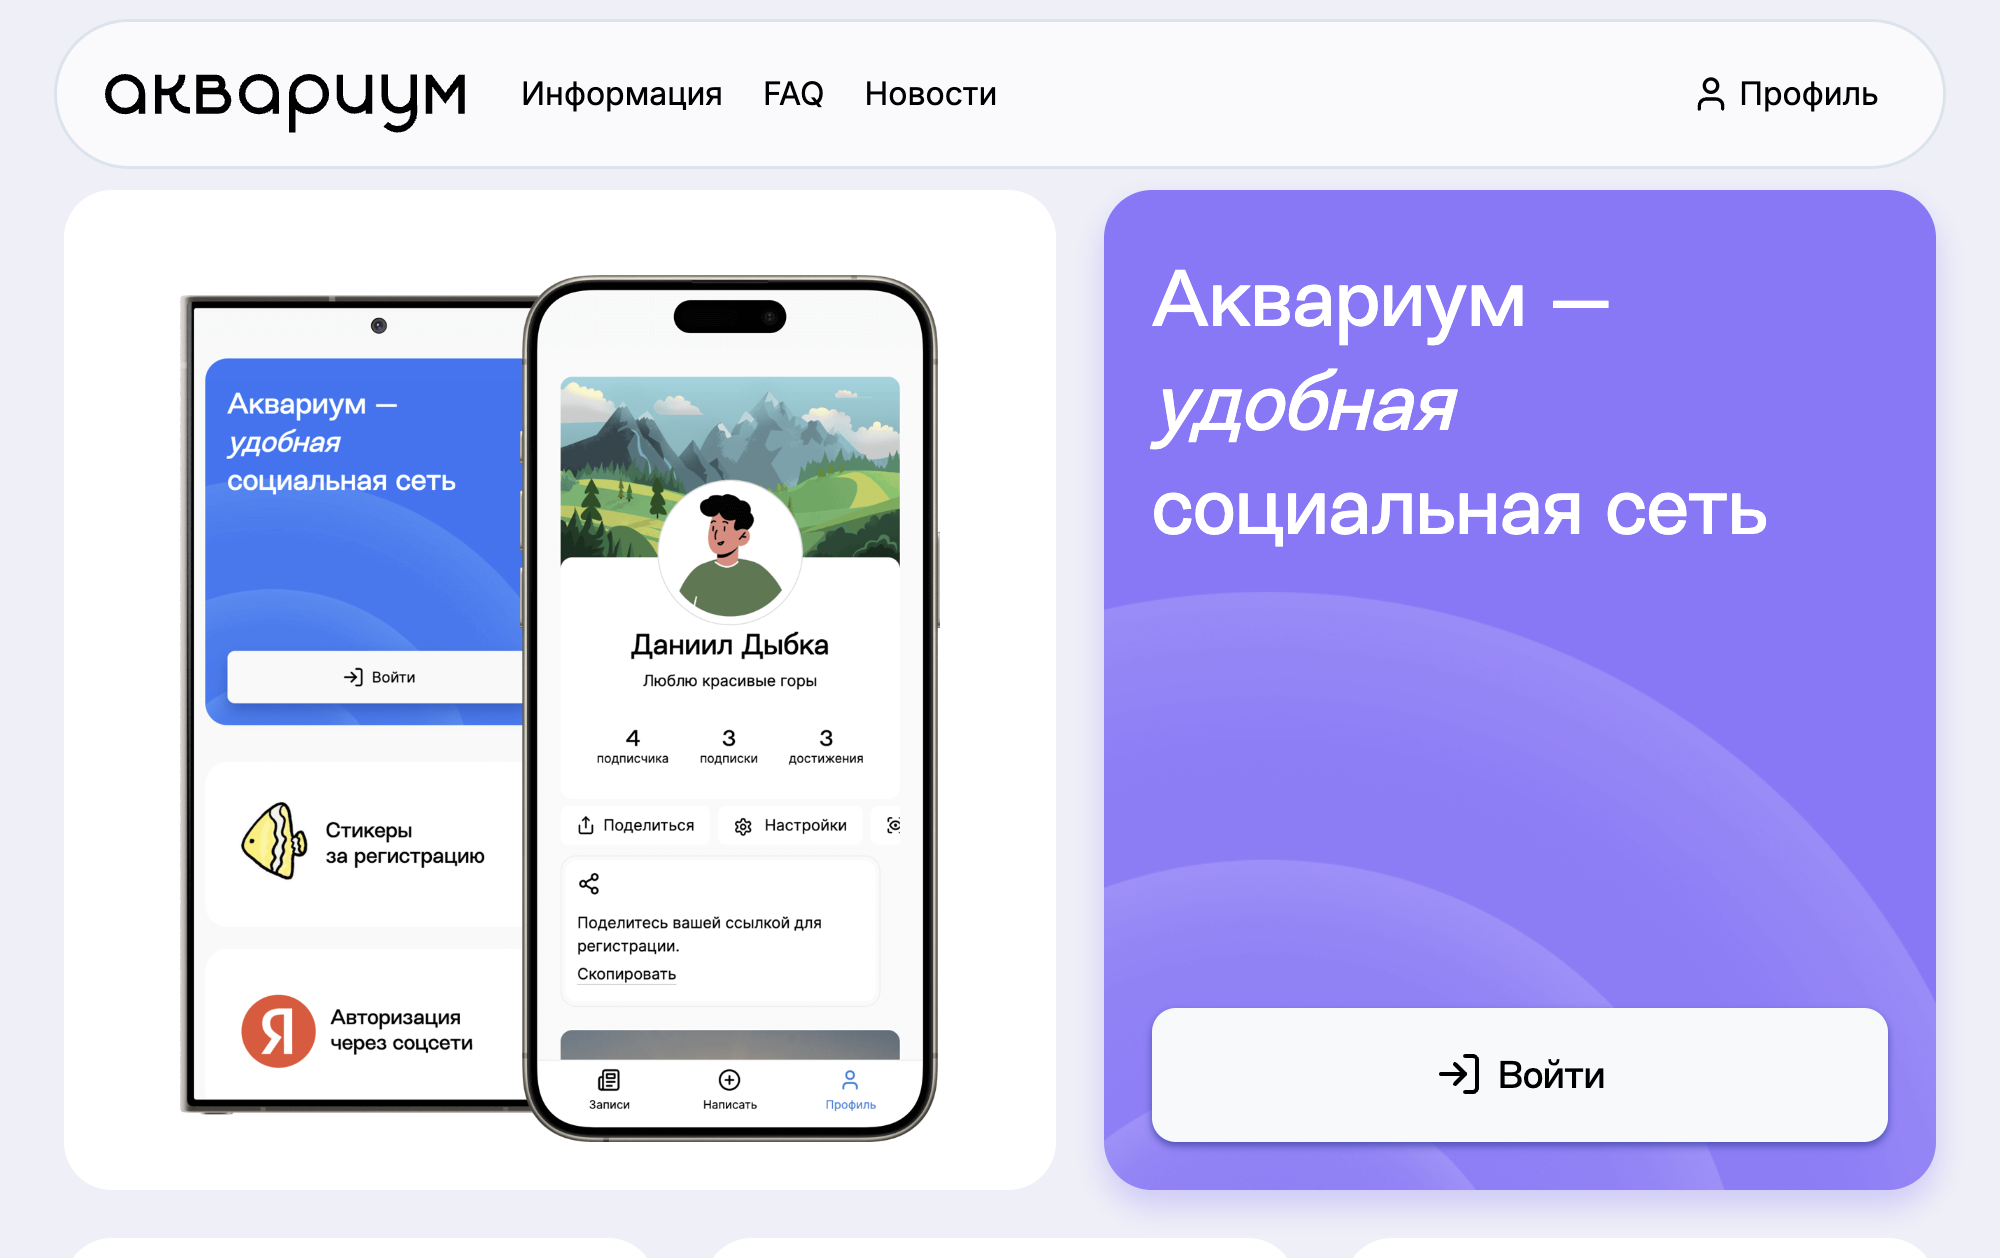 аквариум
Информация
FAQ
Новости
Профиль
Аквариум —
удобная
социальная сеть
Войти
Стикеры
за регистрацию
Я
Авторизация
через соцсети
Даниил Дыбка
Люблю красивые горы
4
подписчика
3
подписки
3
достижения
Поделиться
Настройки
Поделитесь вашей ссылкой для
регистрации.
Скопировать
Записи
Написать
Профиль
Аквариум —
удобная
социальная сеть
Войти